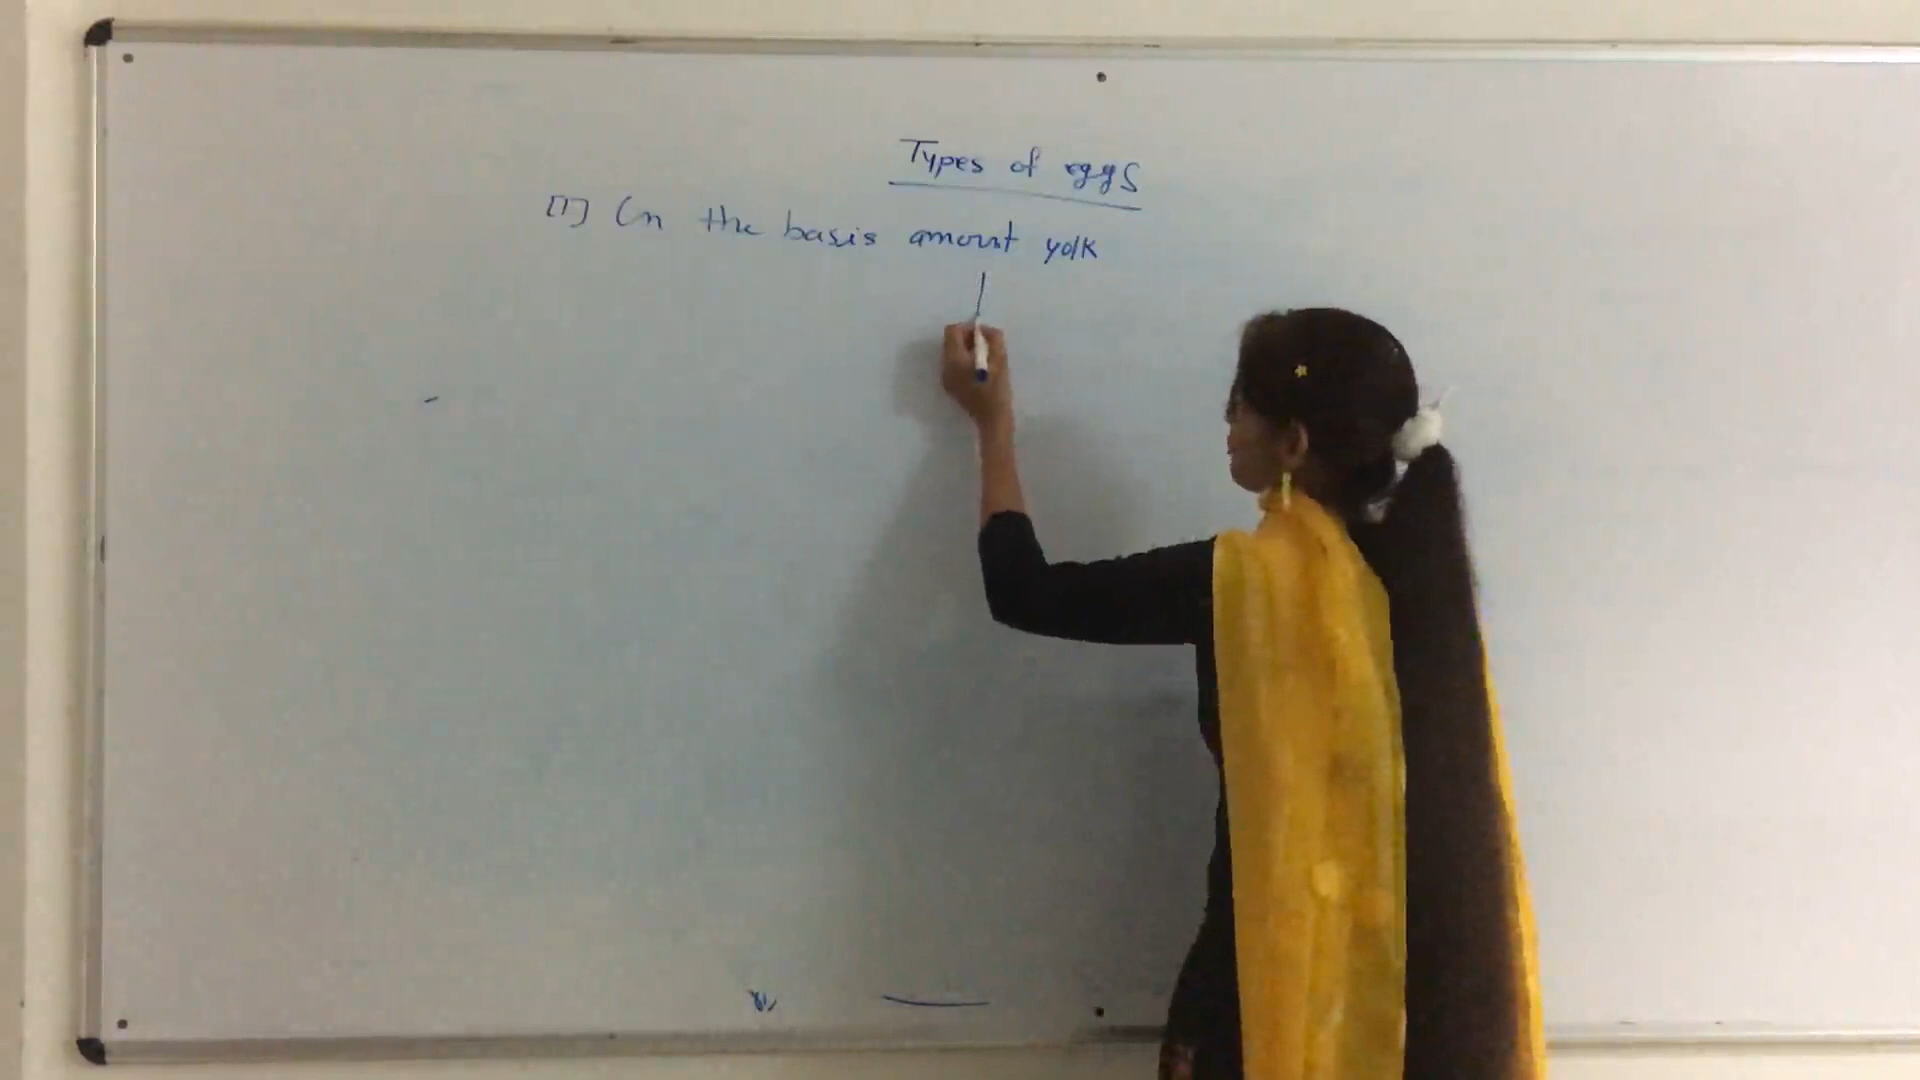 Types of eggs
[1] On the basis amount yolk